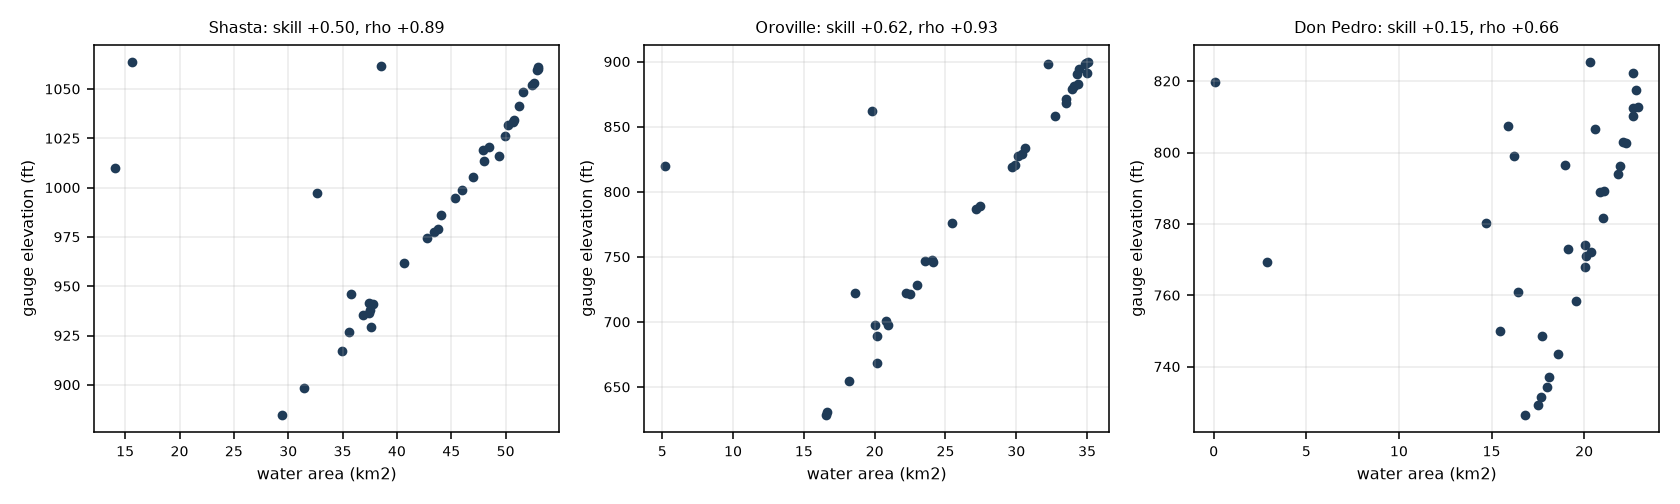 Shasta: skill +0.50, rho +0.89
gauge elevation (ft)
1050
1025
1000
975
950
925
900
15 20 25 30 35 40 45 50
water area (km2)
Oroville: skill +0.62, rho +0.93
gauge elevation (ft)
900
850
800
750
700
650
5 10 15 20 25 30 35
water area (km2)
Don Pedro: skill +0.15, rho +0.66
gauge elevation (ft)
820
800
780
760
740
0 5 10 15 20
water area (km2)